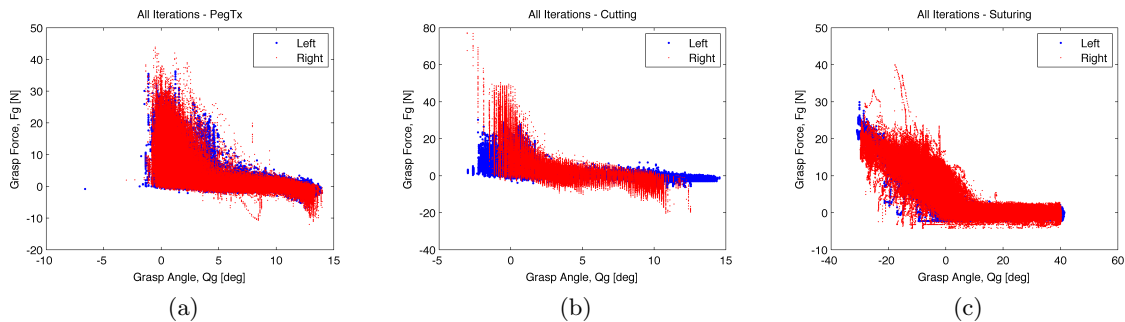 All Iterations - PegTx
50
40
30
20
10
0
-10
-20
Grasp Force, Fg [N]
-10
-5
0
5
10
15
Grasp Angle, Qg [deg]
Left
Right
(a)
All Iterations - Cutting
80
60
40
20
0
-20
-40
Grasp Force, Fg [N]
-5
0
5
10
15
Grasp Angle, Qg [deg]
Left
Right
(b)
All Iterations - Suturing
50
40
30
20
10
0
-10
Grasp Force, Fg [N]
-40
-20
0
20
40
60
Grasp Angle, Qg [deg]
Left
Right
(c)